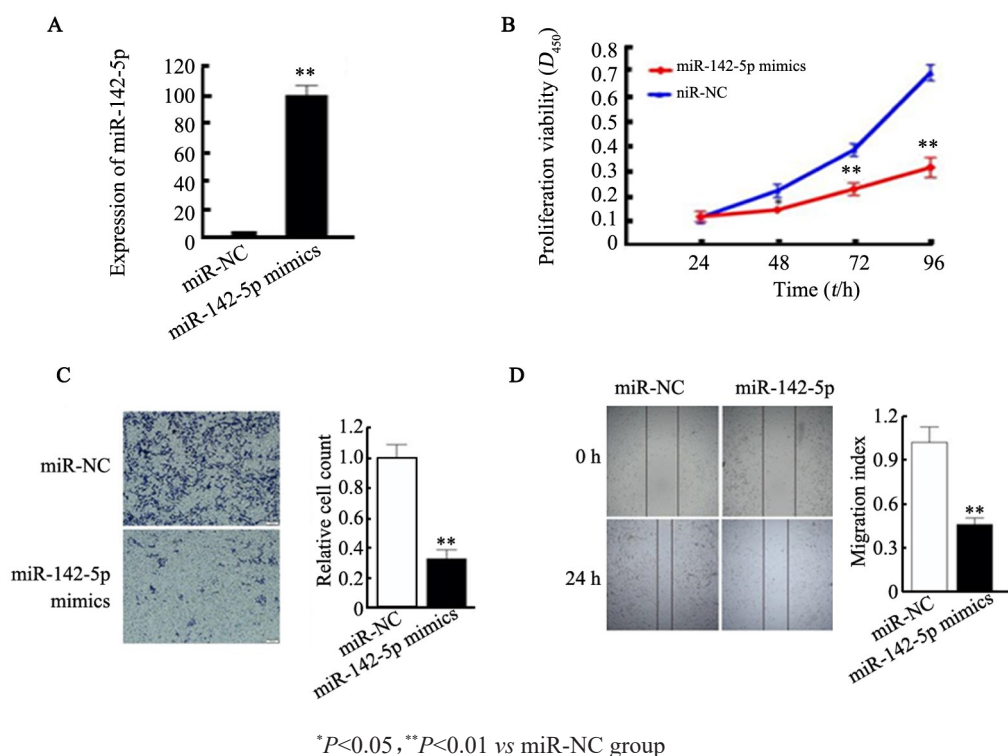 A
Expression of miR-142-5p
120
100
80
60
40
20
0
**
miR-NC
miR-142-5p mimics
B
Proliferation viability (D450)
0.8
0.7
0.6
0.5
0.4
0.3
0.2
0.1
0
miR-142-5p mimics
niR-NC
*
**
**
24 48 72 96
Time (t/h)
C
miR-NC
miR-142-5p
mimics
Relative cell count
1.2
1.0
0.8
0.6
0.4
0.2
0
**
miR-NC
miR-142-5p mimics
D
miR-NC miR-142-5p
0 h
24 h
Migration index
1.2
0.9
0.6
0.3
0
**
miR-NC
miR-142-5p mimics
*P<0.05,**P<0.01 vs miR-NC group